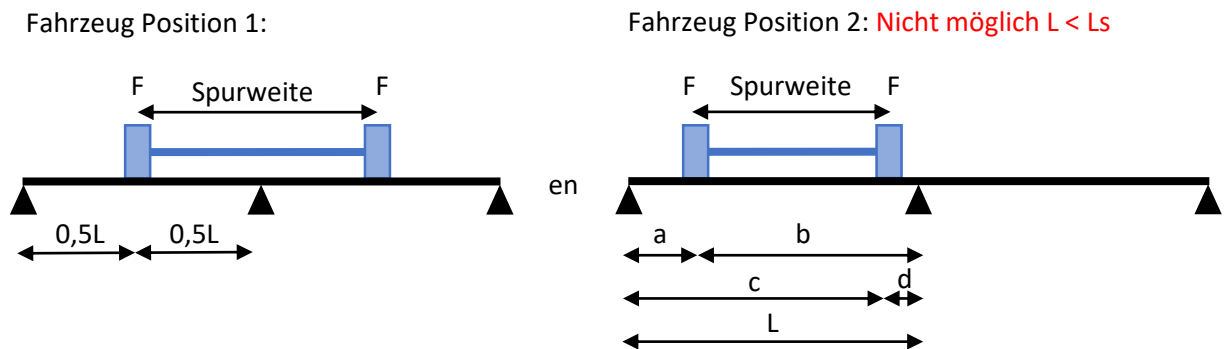 Fahrzeug Position 1:
Fahrzeug Position 2: Nicht möglich L < Ls
F Spurweite F
F Spurweite F
en
0,5L 0,5L
a b
c d
L